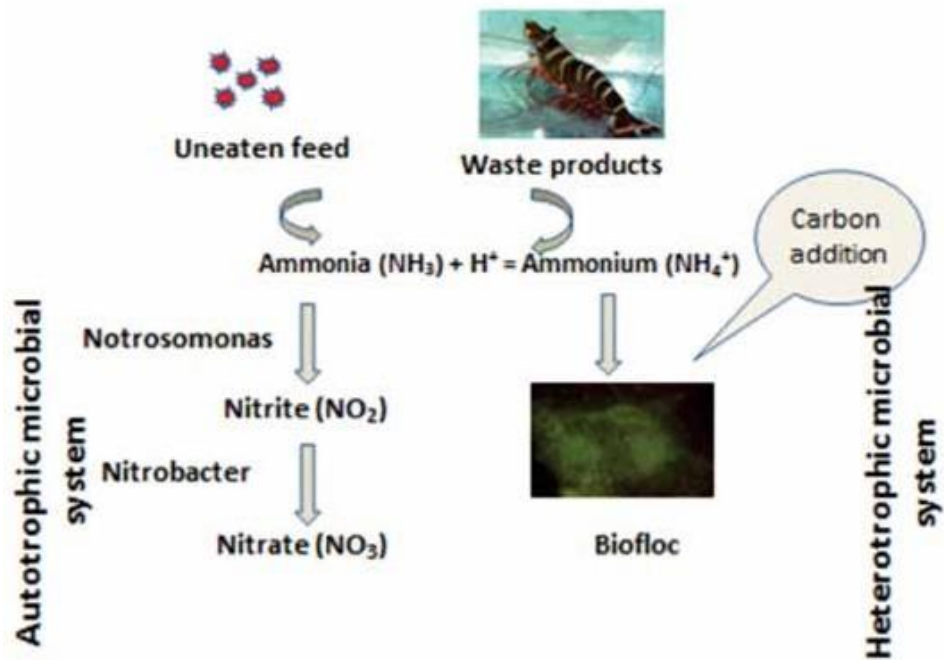 Uneaten feed
Waste products
Carbon
addition
Ammonia (NH₃) + H⁺ = Ammonium (NH₄⁺)
Notrosomonas
Nitrite (NO₂)
Nitrobacter
Nitrate (NO₃)
Biofloc
Autotrophic microbial
system
Heterotrophic microbial
system